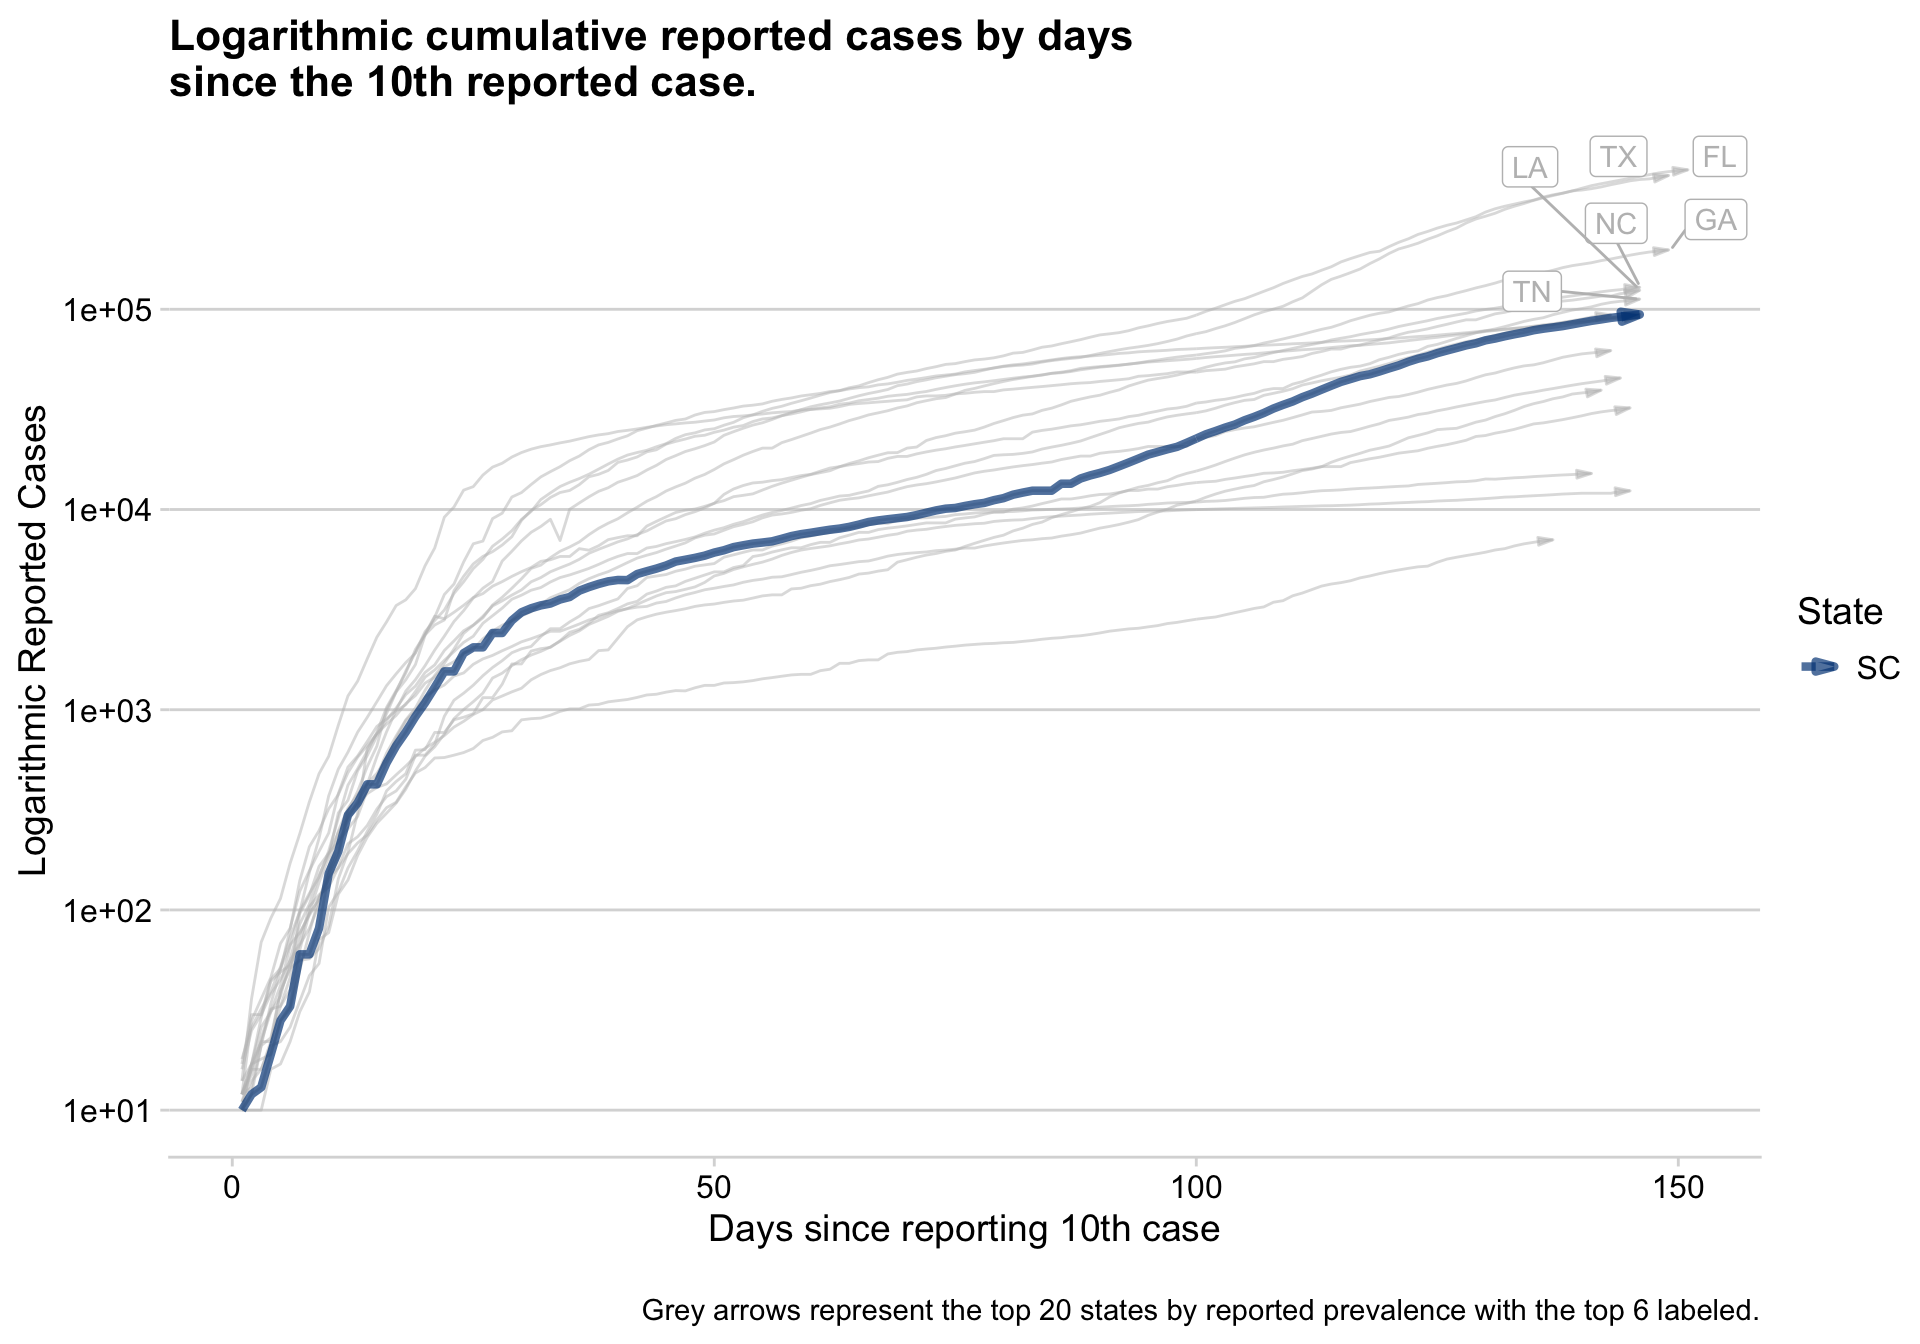 Logarithmic cumulative reported cases by days
since the 10th reported case.
LA
TX
FL
NC
GA
TN
1e+05
1e+04
1e+03
1e+02
1e+01
Logarithmic Reported Cases
State
SC
0
50
100
150
Days since reporting 10th case
Grey arrows represent the top 20 states by reported prevalence with the top 6 labeled.